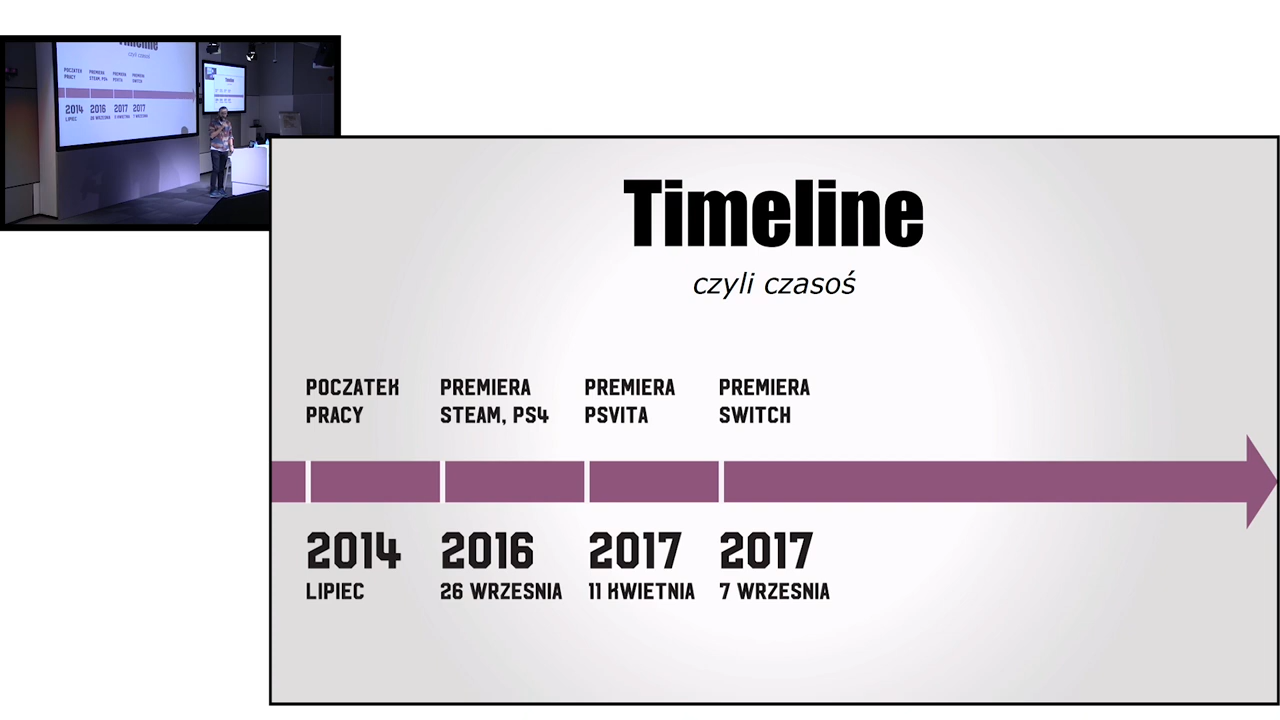 Timeline
czyli czasoś
POCZATEK
PRACY
PREMIERA
STEAM, PS4
PREMIERA
PSVITA
PREMIERA
SWITCH
2014
LIPIEC
2016
26 WRZESNIA
2017
11 KWIETNIA
2017
7 WRZESNIA